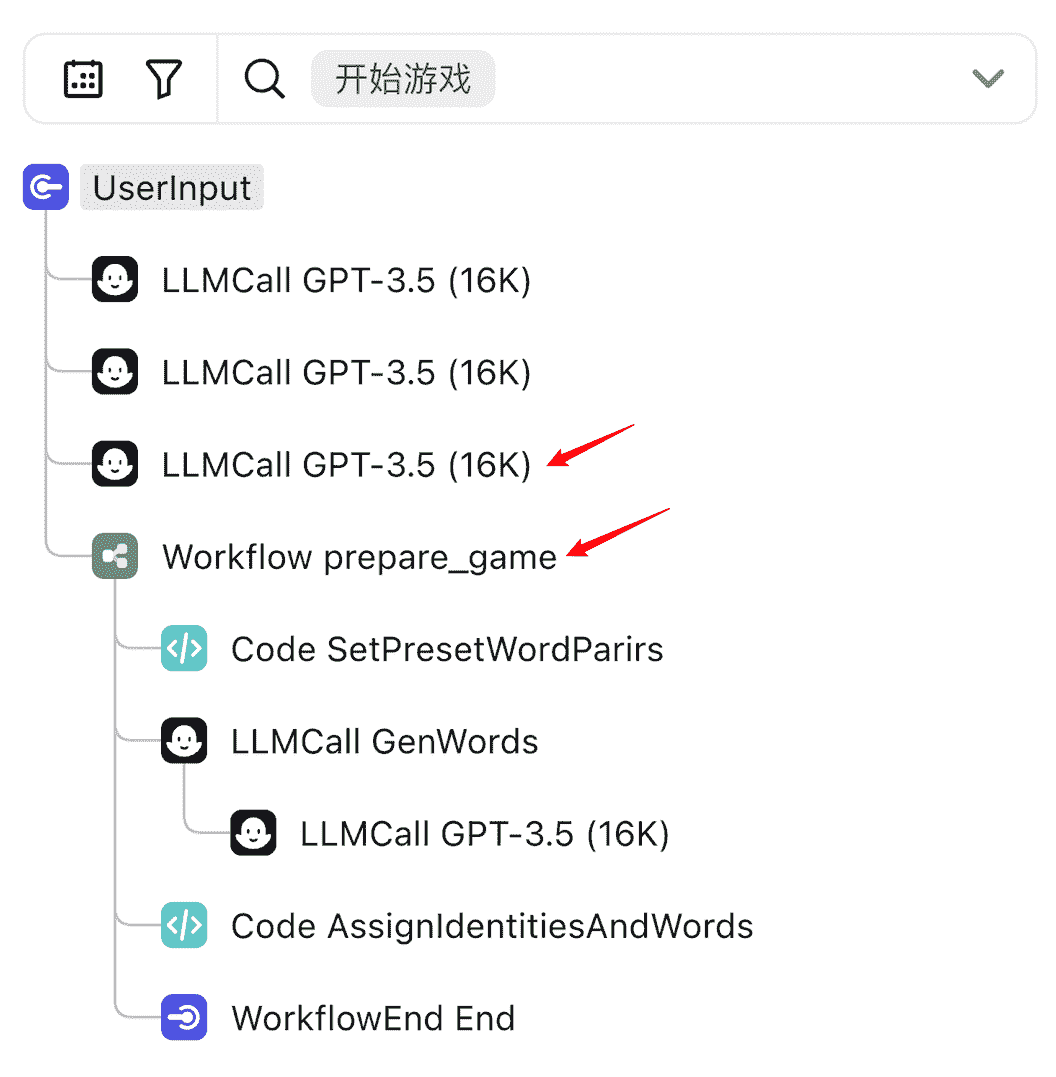 开始游戏
UserInput
LLMCall GPT-3.5 (16K)
LLMCall GPT-3.5 (16K)
LLMCall GPT-3.5 (16K)
Workflow prepare_game
Code SetPresetWordParirs
LLMCall GenWords
LLMCall GPT-3.5 (16K)
Code AssignIdentitiesAndWords
WorkflowEnd End